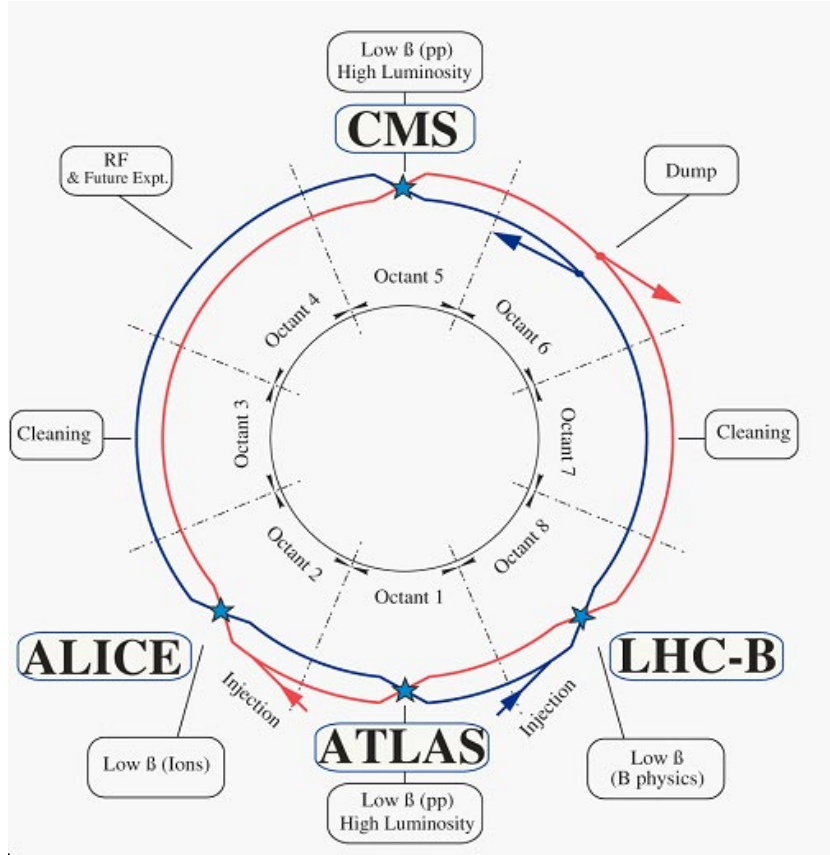 Low ß (pp)
High Luminosity
CMS
RF
& Future Expt.
Dump
Octant 5
Octant 4
Octant 6
Cleaning
Octant 3
Octant 7
Cleaning
Octant 2
Octant 8
Octant 1
ALICE
LHC-B
Injection
Injection
ATLAS
Low ß (Ions)
Low ß
(B physics)
Low ß (pp)
High Luminosity